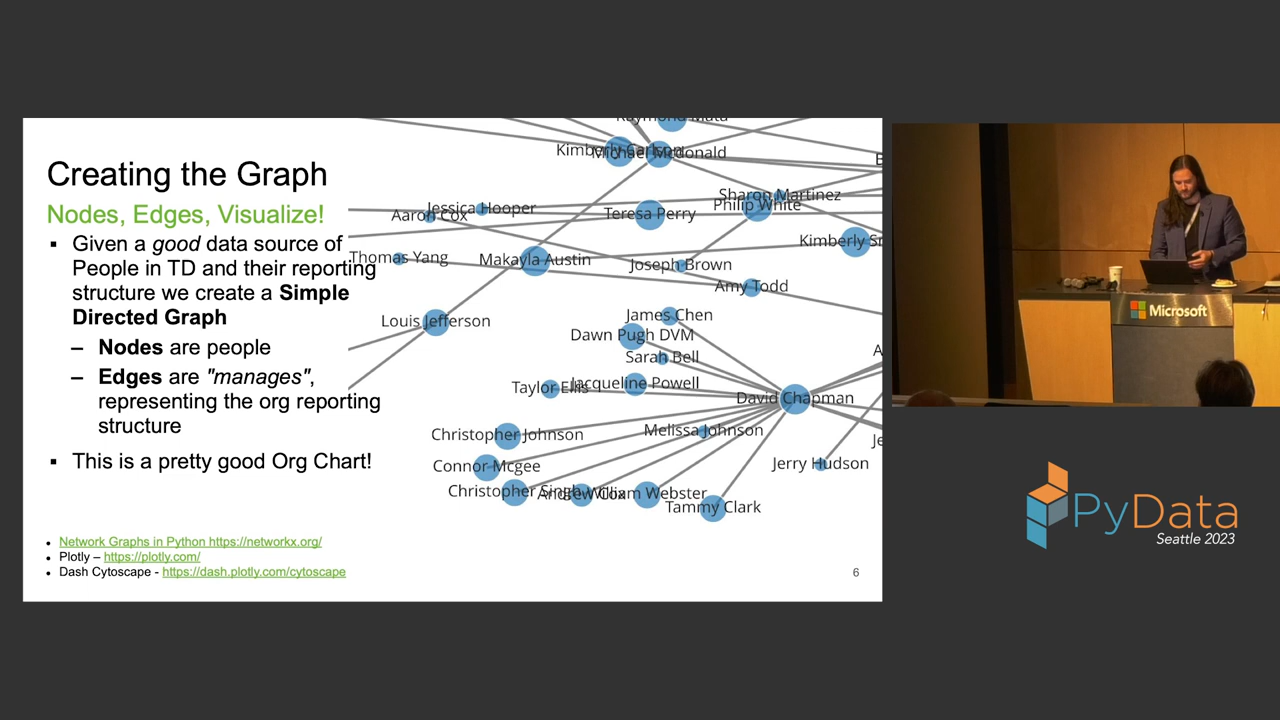 Creating the Graph
Nodes, Edges, Visualize!
▪ Given a good data source of
People in TD and their reporting
structure we create a Simple
Directed Graph
– Nodes are people
– Edges are "manages",
representing the org reporting
structure
▪ This is a pretty good Org Chart!
• Network Graphs in Python https://networkx.org/
• Plotly – https://plotly.com/
• Dash Cytoscape - https://dash.plotly.com/cytoscape
Raymond Mata
Kimberly Carlson
Michael Mcdonald
Sharon Martinez
Philip White
Jessica Hooper
Aaron Cox
Teresa Perry
Thomas Yang
Makayla Austin
Joseph Brown
Kimberly
Amy Todd
Louis Jefferson
James Chen
Dawn Pugh DVM
Sarah Bell
Taylor Ellis
Jacqueline Powell
David Chapman
Christopher Johnson
Melissa Johnson
Connor Mcgee
Jerry Hudson
Christopher Singh
Andrew Cox
William Webster
Tammy Clark
6
Microsoft
PyData
Seattle 2023